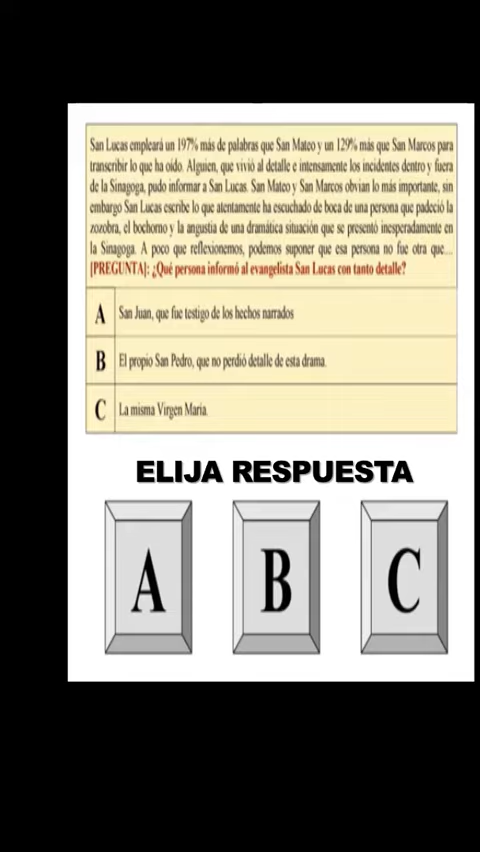 San Lucas empleará un 197% más de palabras que San Mateo y un 129% más que San Marcos para
transcribir lo que ha oído. Alguien, que vivió al detalle e intensamente los incidentes dentro y fuera
de la Sinagoga, pudo informar a San Lucas. San Mateo y San Marcos obvian lo más importante, sin
embargo San Lucas escribe lo que atentamente ha escuchado de boca de una persona que padeció la
zozobra, el bochorno y la angustia de una dramática situación que se presentó inesperadamente en
la Sinagoga. A poco que reflexionemos, podemos suponer que esa persona no fue otra que...
[PREGUNTA]: ¿Qué persona informó al evangelista San Lucas con tanto detalle?
A San Juan, que fue testigo de los hechos narrados
B El propio San Pedro, que no perdió detalle de esta drama.
C La misma Virgen María.
ELIJA RESPUESTA
A B C